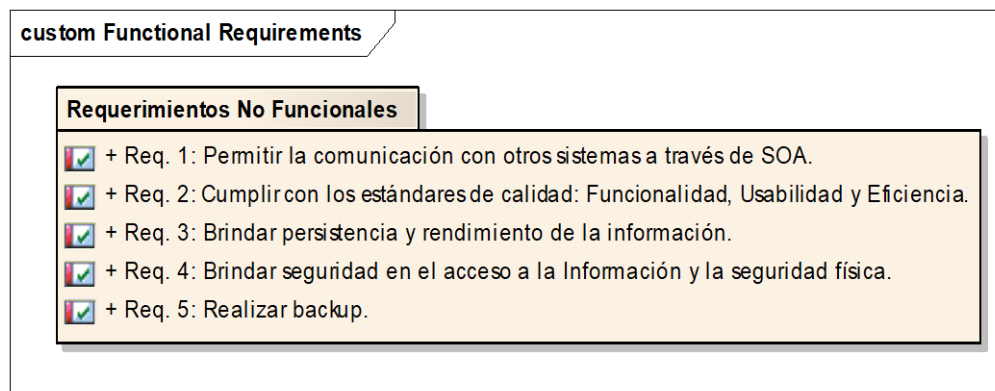 custom Functional Requirements
Requerimientos No Funcionales
+ Req. 1: Permitir la comunicación con otros sistemas a través de SOA.
+ Req. 2: Cumplir con los estándares de calidad: Funcionalidad, Usabilidad y Eficiencia.
+ Req. 3: Brindar persistencia y rendimiento de la información.
+ Req. 4: Brindar seguridad en el acceso a la Información y la seguridad física.
+ Req. 5: Realizar backup.